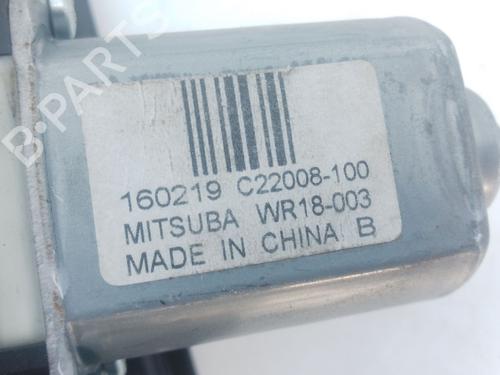 B-PARTS
160219 C22008-100
MITSUBA WR18-003
MADE IN CHINA B